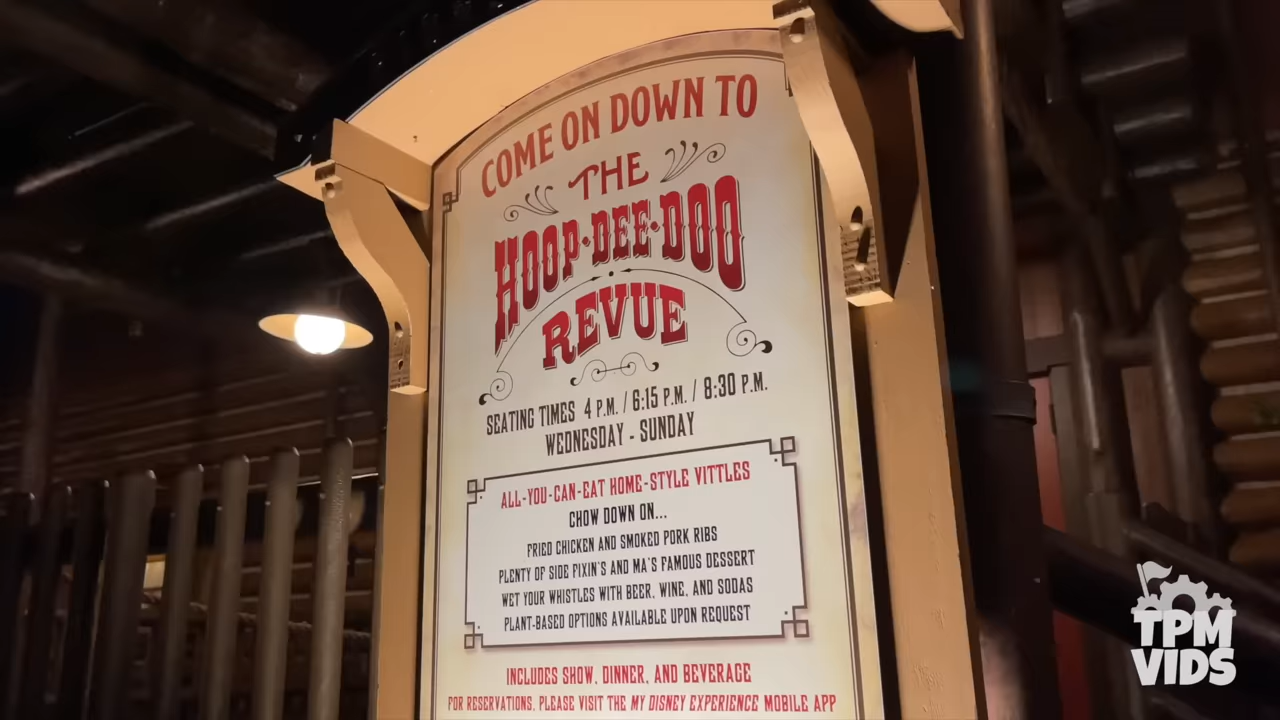 COME ON DOWN TO
THE
HOOP·DEE·DOO
REVUE
SEATING TIMES 4 P.M. / 6:15 P.M. / 8:30 P.M.
WEDNESDAY - SUNDAY
ALL-YOU-CAN-EAT HOME-STYLE VITTLES
CHOW DOWN ON...
FRIED CHICKEN AND SMOKED PORK RIBS
PLENTY OF SIDE FIXIN'S AND MA'S FAMOUS DESSERT
WET YOUR WHISTLES WITH BEER, WINE, AND SODAS
PLANT-BASED OPTIONS AVAILABLE UPON REQUEST
INCLUDES SHOW, DINNER, AND BEVERAGE
FOR RESERVATIONS, PLEASE VISIT THE MY DISNEY EXPERIENCE MOBILE APP
TPM
VIDS